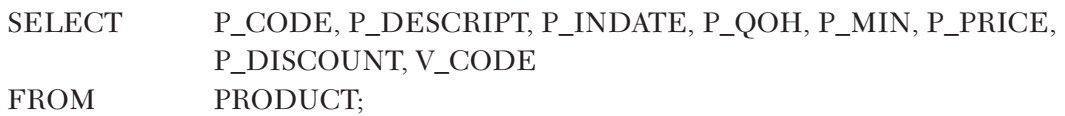 SELECT P_CODE, P_DESCRIPT, P_INDATE, P_QOH, P_MIN, P_PRICE,
P_DISCOUNT, V_CODE
FROM PRODUCT;